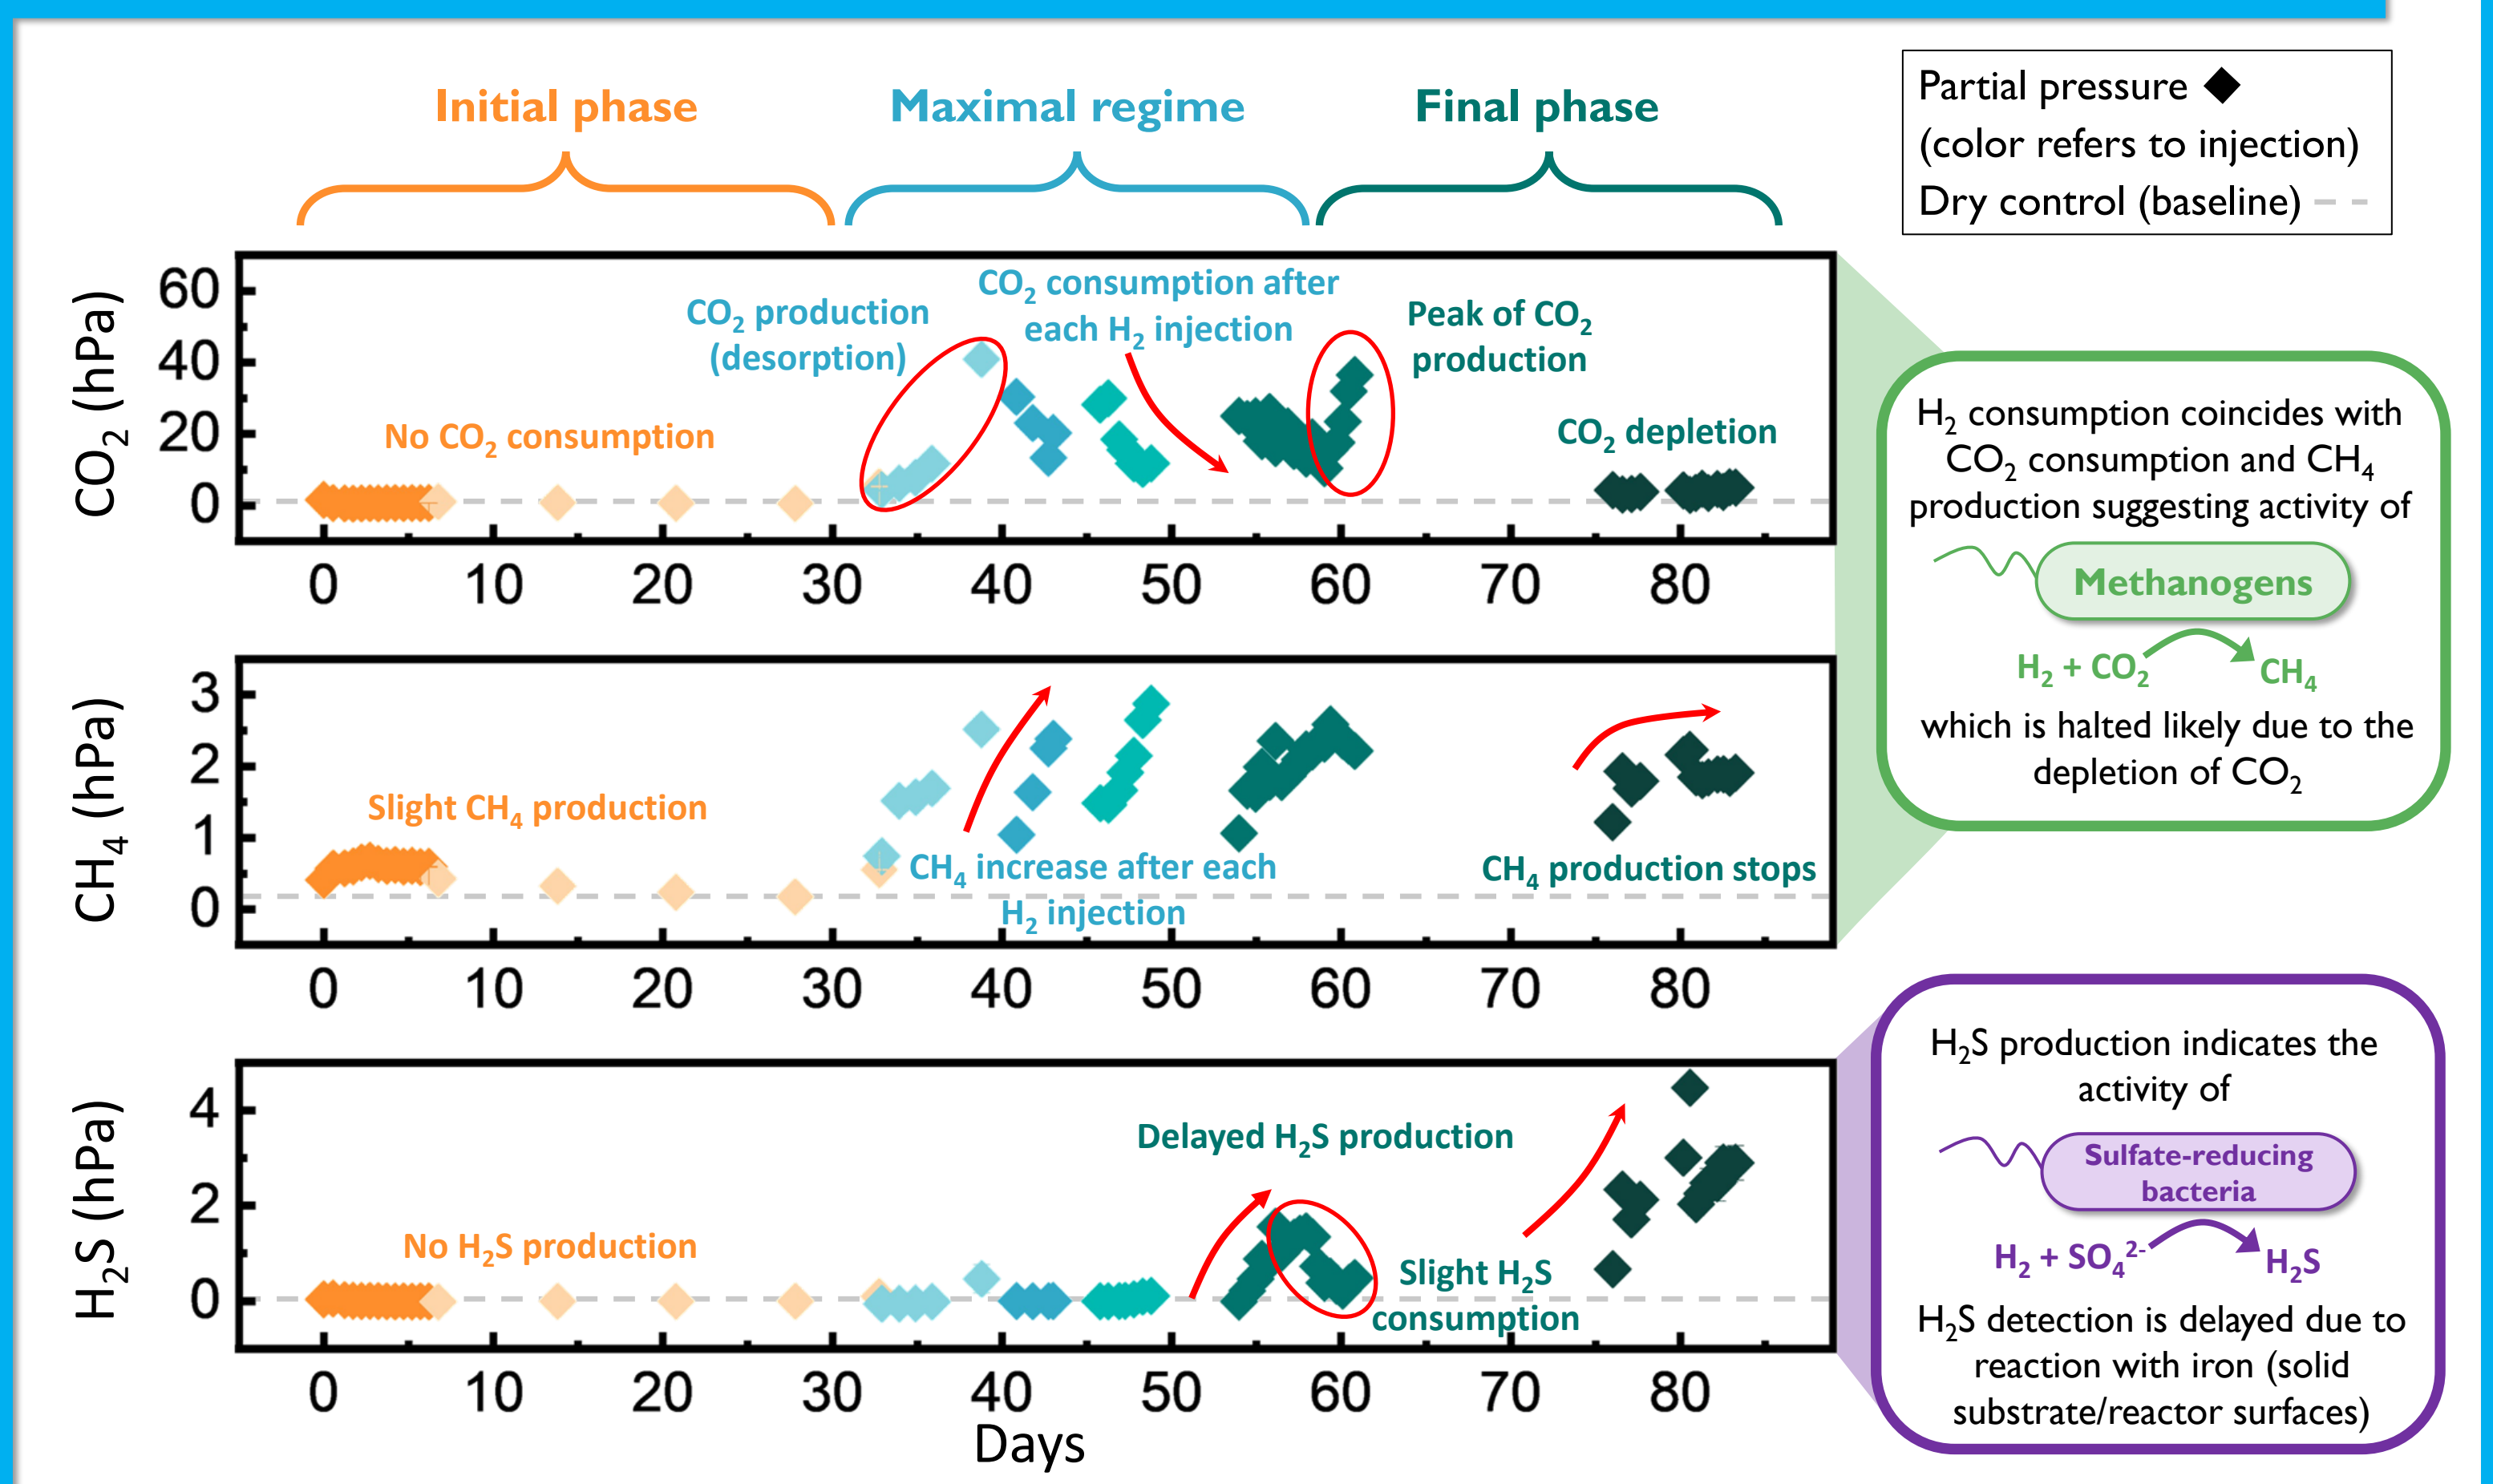 Initial phase
Maximal regime
Final phase
Partial pressure
(color refers to injection)
Dry control (baseline)
CO₂ (hPa)
60
40
20
0
CO₂ production
(desorption)
CO₂ consumption after
each H₂ injection
Peak of CO₂
production
No CO₂ consumption
CO₂ depletion
0 10 20 30 40 50 60 70 80
CH₄ (hPa)
3
2
1
0
Slight CH₄ production
CH₄ increase after each
H₂ injection
CH₄ production stops
0 10 20 30 40 50 60 70 80
H₂S (hPa)
4
2
0
No H₂S production
Delayed H₂S production
Slight H₂S
consumption
0 10 20 30 40 50 60 70 80
Days
H₂ consumption coincides with
CO₂ consumption and CH₄
production suggesting activity of
Methanogens
H₂ + CO₂
CH₄
which is halted likely due to the
depletion of CO₂
H₂S production indicates the
activity of
Sulfate-reducing
bacteria
H₂ + SO₄²⁻
H₂S
H₂S detection is delayed due to
reaction with iron (solid
substrate/reactor surfaces)